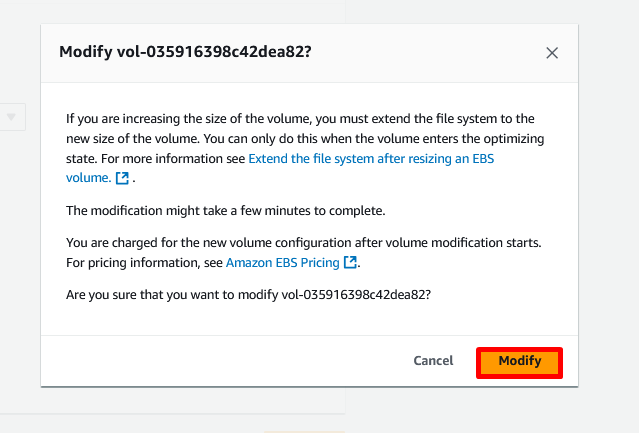 Modify vol-035916398c42dea82?
If you are increasing the size of the volume, you must extend the file system to the
new size of the volume. You can only do this when the volume enters the optimizing
state. For more information see Extend the file system after resizing an EBS
volume. .
The modification might take a few minutes to complete.
You are charged for the new volume configuration after volume modification starts.
For pricing information, see Amazon EBS Pricing .
Are you sure that you want to modify vol-035916398c42dea82?
Cancel Modify